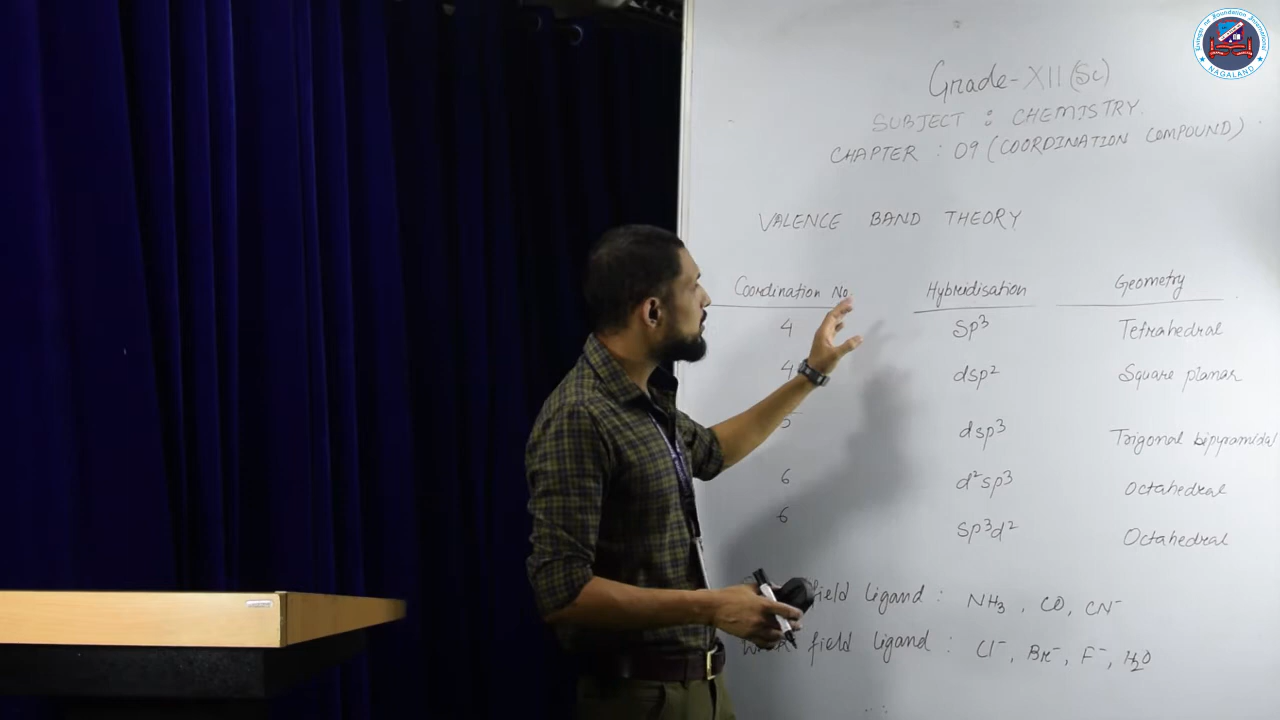 NAGALAND
Grade-XII (Sc)
SUBJECT : CHEMISTRY.
CHAPTER : 09 (COORDINATION COMPOUND)
VALENCE BAND THEORY
Coordination No. Hybridisation Geometry
4 Sp³ Tetrahedral
4 dsp² Square planar
5 dsp³ Trigonal bipyramidal
6 d²sp³ Octahedral
6 Sp³d² Octahedral
field ligand : NH₃, CO, CN⁻
field ligand : Cl⁻, Br⁻, F⁻, H₂O